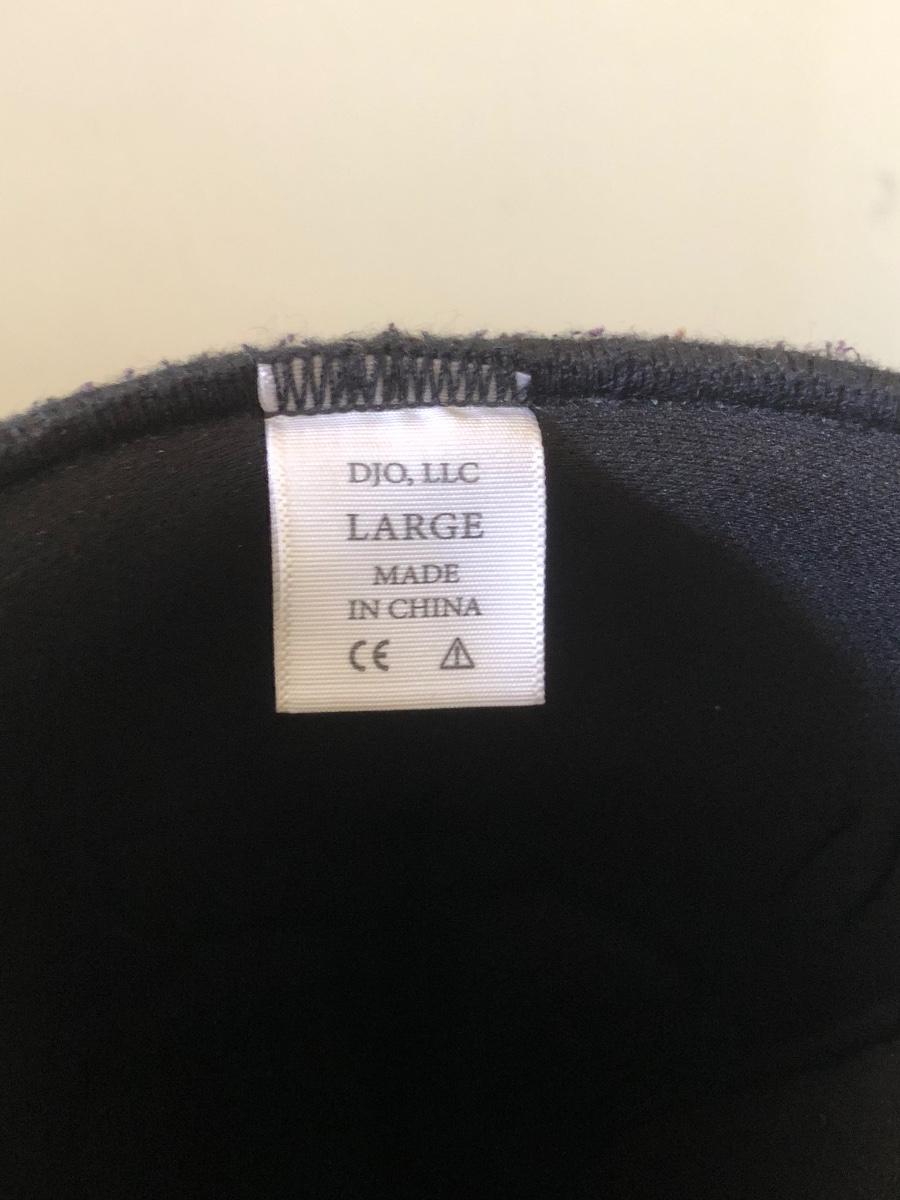 DJO, LLC
LARGE
MADE
IN CHINA
CE